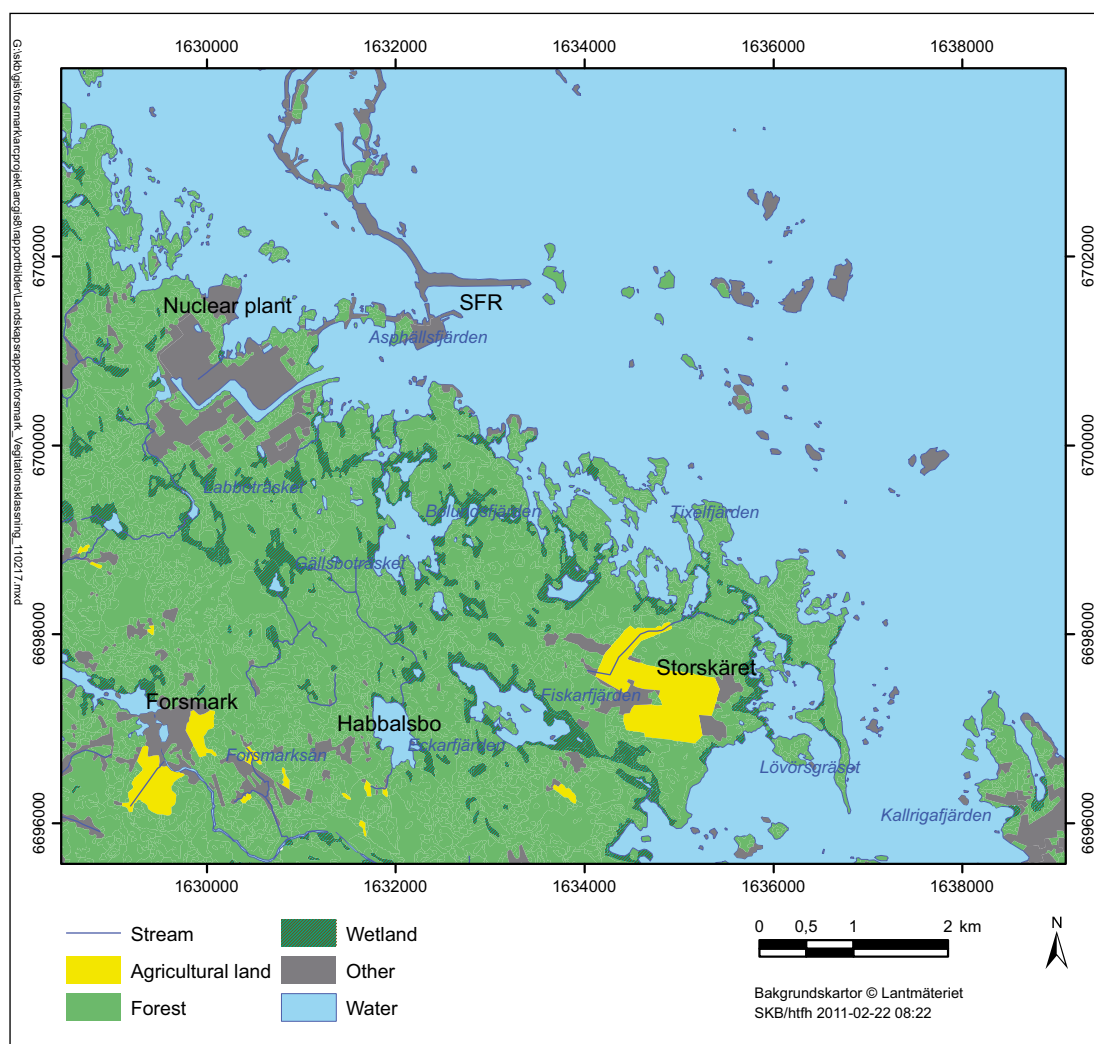 1630000 1632000 1634000 1636000 1638000
G:\skb\gis\forsmark\arcprojekt\arcgis8\rapportbilder\Landskapsrapport\forsmark_Vegitationsklassning_110217.mxd
6702000 6702000
Nuclear plant
SFR
Asphällsfjärden
6700000 6700000
Labboträsket
Bolundsfjärden
Tixelfjärden
Gällsboträsket
6698000 6698000
Storskäret
Forsmark
Fiskarfjärden
Habbalsbo
Eckarfjärden
Forsmarksån
Lövörsgräset
Kallrigafjärden
6696000 6696000
1630000 1632000 1634000 1636000 1638000
Stream
Agricultural land
Forest
Wetland
Other
Water
0 0,5 1 2 km
N
Bakgrundskartor © Lantmäteriet
SKB/htfh 2011-02-22 08:22